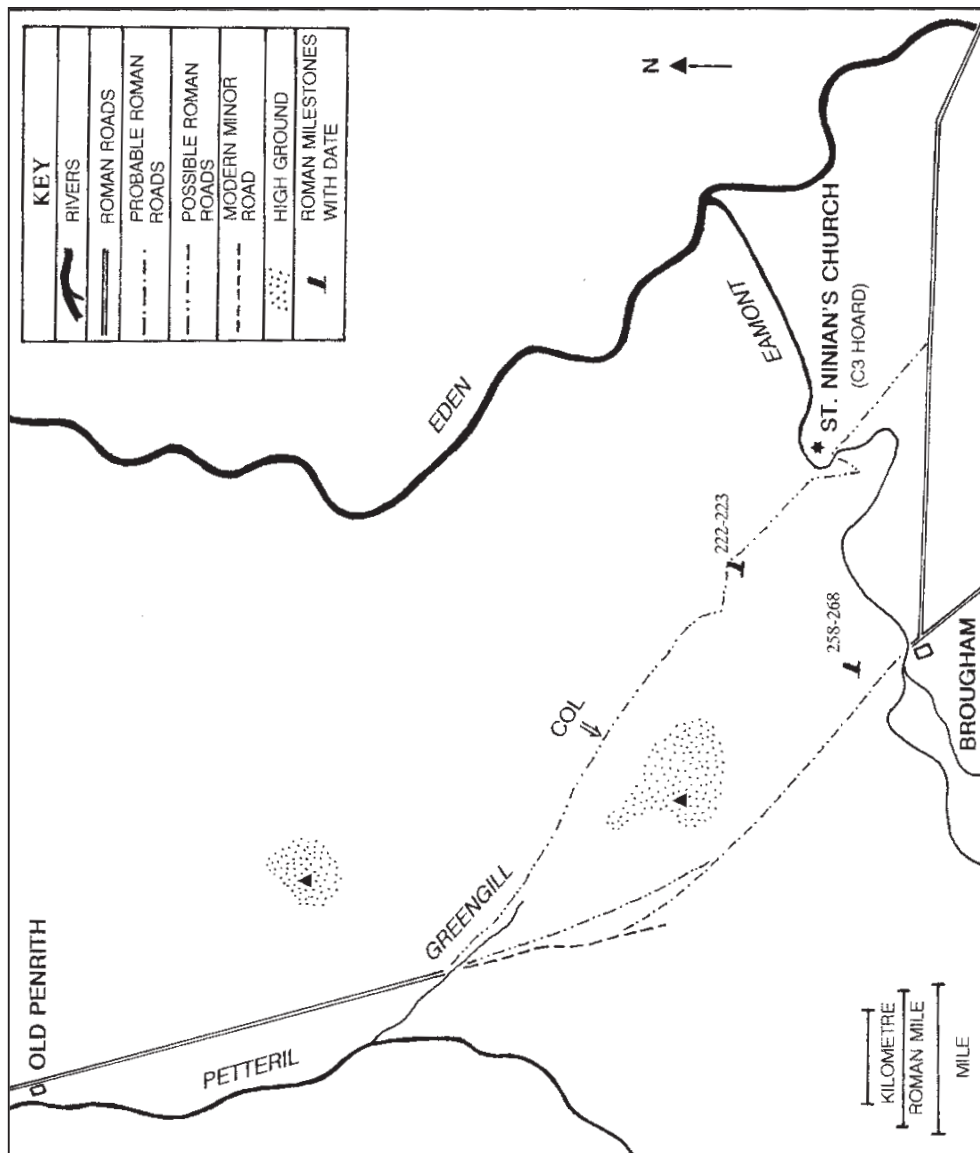 KEY
RIVERS
ROMAN ROADS
PROBABLE ROMAN
ROADS
POSSIBLE ROMAN
ROADS
MODERN MINOR
ROAD
HIGH GROUND
ROMAN MILESTONES
WITH DATE
N
OLD PENRITH
PETTERIL
GREENGILL
COL
EDEN
EAMONT
ST. NINIAN'S CHURCH
(C3 HOARD)
222-223
258-268
BROUGHAM
KILOMETRE
ROMAN MILE
MILE